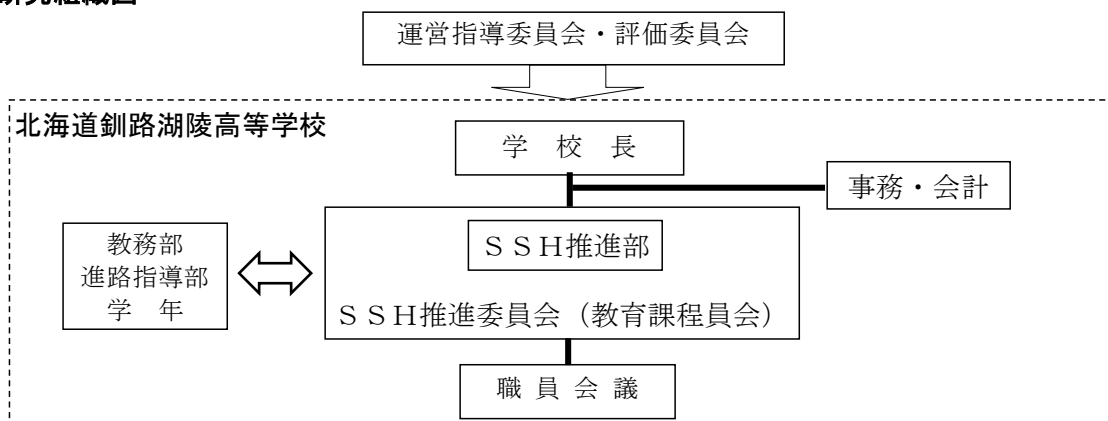 運営指導委員会・評価委員会
北海道釧路湖陵高等学校
学 校 長
事務・会計
教務部
進路指導部
学 年
ＳＳＨ推進部
ＳＳＨ推進委員会（教育課程員会）
職 員 会 議